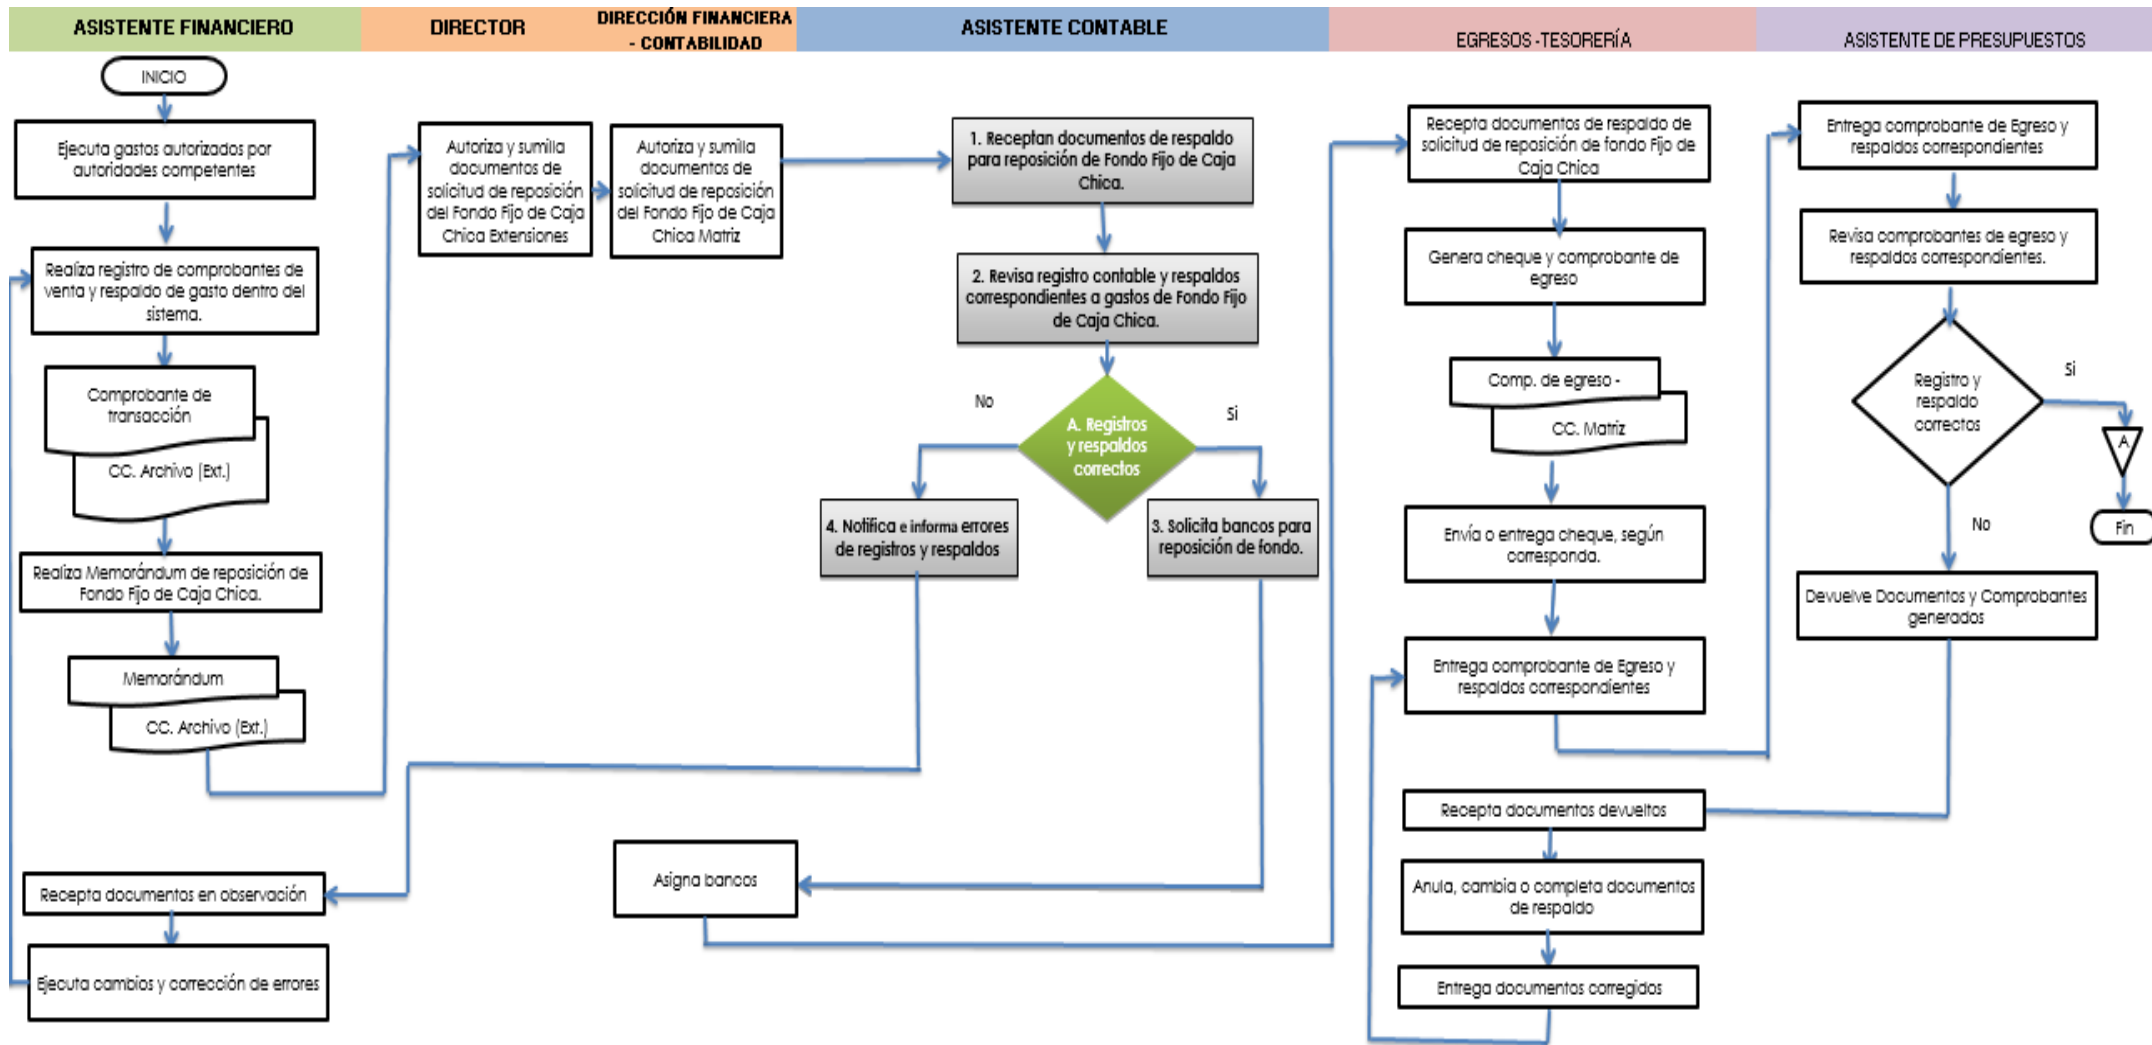 ASISTENTE FINANCIERO
DIRECTOR
DIRECCIÓN FINANCIERA
- CONTABILIDAD
ASISTENTE CONTABLE
EGRESOS -TESORERÍA
ASISTENTE DE PRESUPUESTOS
INICIO
Ejecuta gastos autorizados por
autoridades competentes
Realiza registro de comprobantes de
venta y respaldo de gasto dentro del
sistema.
Comprobante de
transacción
CC. Archivo (Ext.)
Realiza Memorándum de reposición de
Fondo Fijo de Caja Chica.
Memorándum
CC. Archivo (Ext.)
Recepta documentos en observación
Ejecuta cambios y corrección de errores
Autoriza y sumilla
documentos de
solicitud de reposición
del Fondo Fijo de Caja
Chica Extensiones
Autoriza y sumilla
documentos de
solicitud de reposición
del Fondo Fijo de Caja
Chica Matriz
Asigna bancos
1. Receptan documentos de respaldo
para reposición de Fondo Fijo de Caja
Chica.
2. Revisa registro contable y respaldos
correspondientes a gastos de Fondo Fijo
de Caja Chica.
No
Si
A. Registros
y respaldos
correctos
4. Notifica e informa errores
de registros y respaldos
3. Solicita bancos para
reposición de fondo.
Recepta documentos de respaldo de
solicitud de reposición de fondo Fijo de
Caja Chica
Genera cheque y comprobante de
egreso
Comp. de egreso -
CC. Matriz
Envía o entrega cheque, según
corresponda.
Entrega comprobante de Egreso y
respaldos correspondientes
Recepta documentos devueltos
Anula, cambia o completa documentos
de respaldo
Entrega documentos corregidos
Entrega comprobante de Egreso y
respaldos correspondientes
Revisa comprobantes de egreso y
respaldos correspondientes.
Registro y
respaldo
correctos
Si
A
Fin
No
Devuelve Documentos y Comprobantes
generados